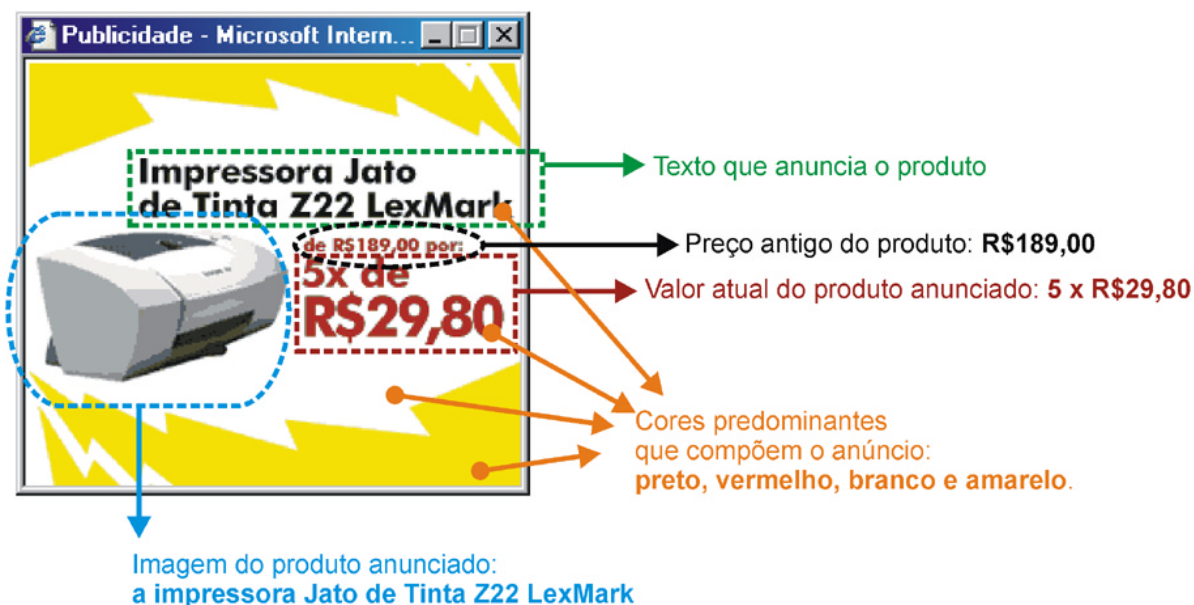 Publicidade - Microsoft Intern...
Impressora Jato
de Tinta Z22 LexMark
de R$189,00 por:
5x de
R$29,80
Texto que anuncia o produto
Preço antigo do produto: R$189,00
Valor atual do produto anunciado: 5 x R$29,80
Cores predominantes
que compõem o anúncio:
preto, vermelho, branco e amarelo.
Imagem do produto anunciado:
a impressora Jato de Tinta Z22 LexMark